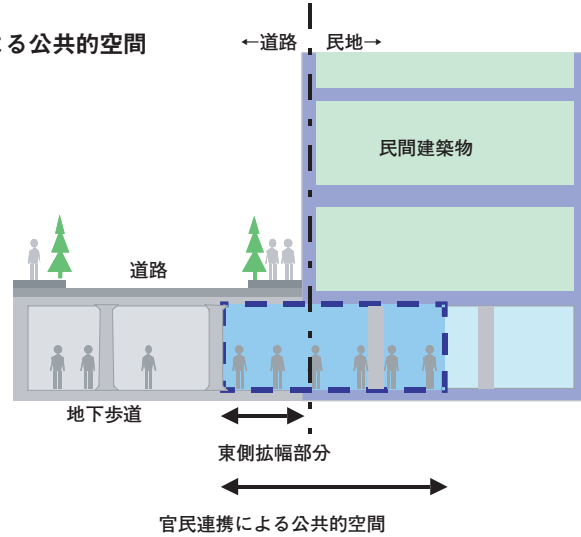 る公共的空間
←道路 民地→
民間建築物
道路
地下歩道
東側拡幅部分
官民連携による公共的空間